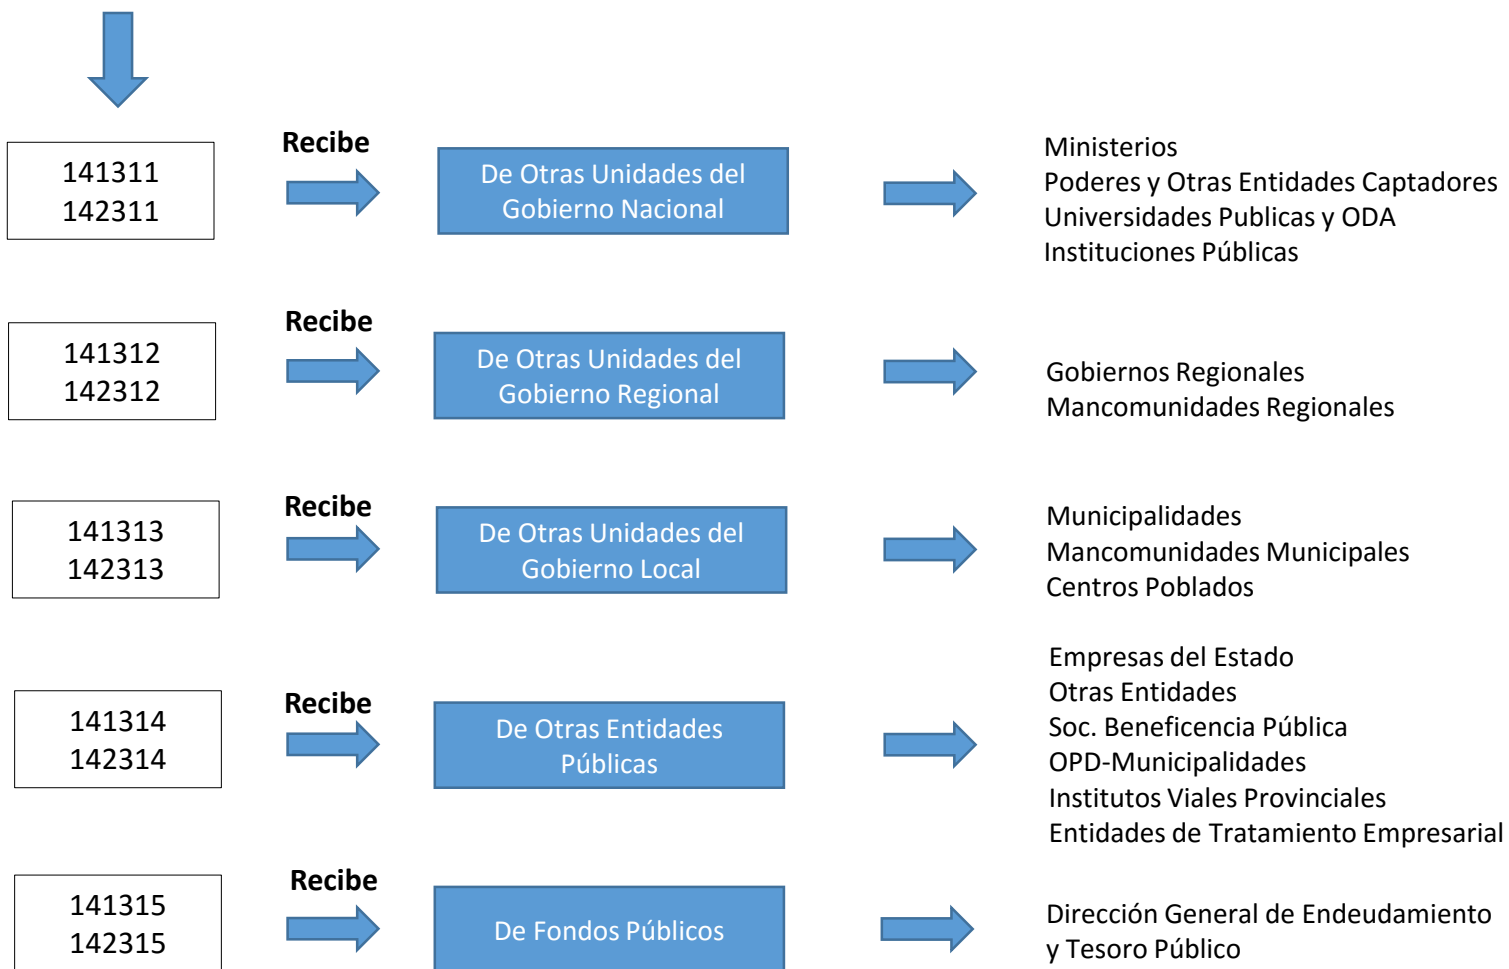 Recibe
141311
142311
De Otras Unidades del
Gobierno Nacional
Ministerios
Poderes y Otras Entidades Captadores
Universidades Publicas y ODA
Instituciones Públicas
Recibe
141312
142312
De Otras Unidades del
Gobierno Regional
Gobiernos Regionales
Mancomunidades Regionales
Recibe
141313
142313
De Otras Unidades del
Gobierno Local
Municipalidades
Mancomunidades Municipales
Centros Poblados
Recibe
141314
142314
De Otras Entidades
Públicas
Empresas del Estado
Otras Entidades
Soc. Beneficencia Pública
OPD-Municipalidades
Institutos Viales Provinciales
Entidades de Tratamiento Empresarial
Recibe
141315
142315
De Fondos Públicos
Dirección General de Endeudamiento
y Tesoro Público